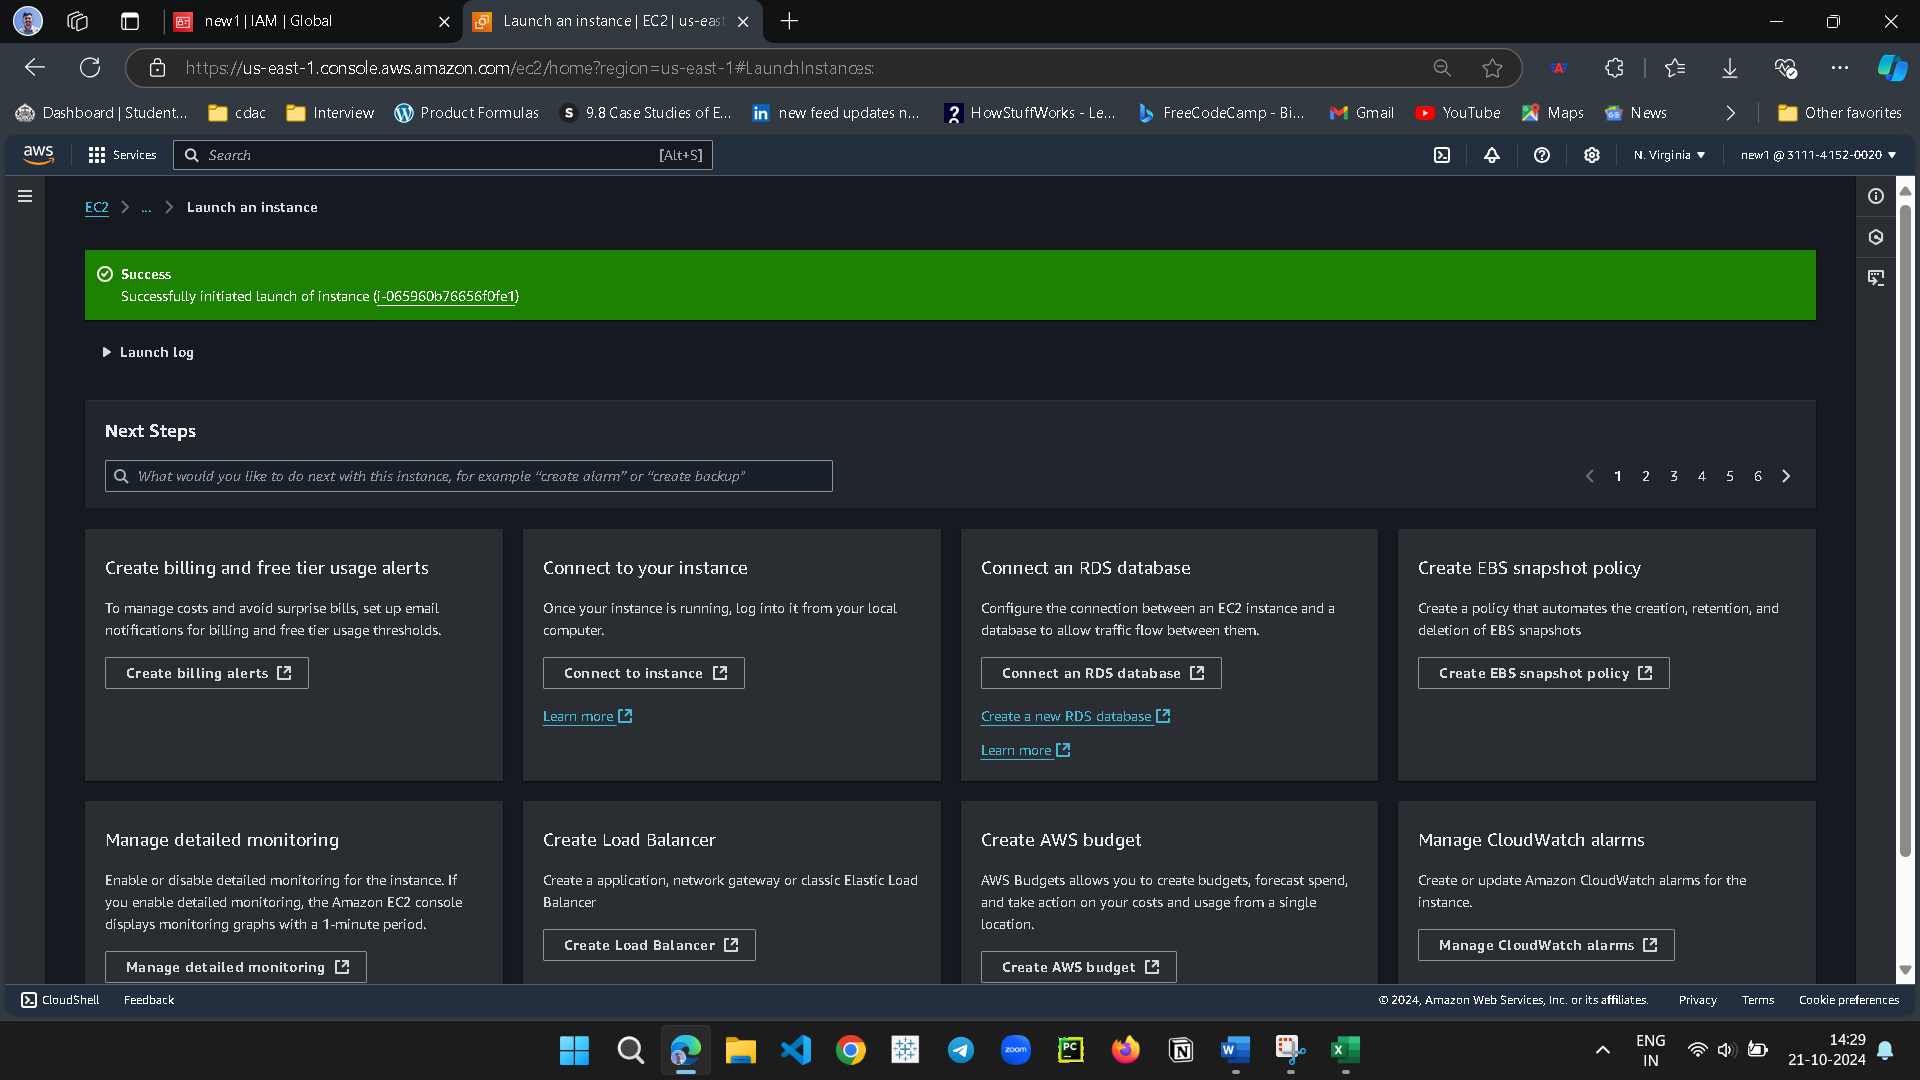 new1 | IAM | Global
Launch an instance | EC2 | us-east
https://us-east-1.console.aws.amazon.com/ec2/home?region=us-east-1#LaunchInstances:
A
Dashboard | Student...
cdac
Interview
Product Formulas
S
9.8 Case Studies of E...
in
new feed updates n...
?
HowStuffWorks - Le...
FreeCodeCamp - Bi...
Gmail
YouTube
Maps
News
Other favorites
aws
Services
Search
[Alt+S]
N. Virginia
new1 @ 3111-4152-0020
EC2
...
Launch an instance
Success
Successfully initiated launch of instance (i-065960b76656f0fe1)
Launch log
Next Steps
What would you like to do next with this instance, for example “create alarm” or “create backup”
1
2
3
4
5
6
Create billing and free tier usage alerts
To manage costs and avoid surprise bills, set up email
notifications for billing and free tier usage thresholds.
Create billing alerts
Connect to your instance
Once your instance is running, log into it from your local
computer.
Connect to instance
Learn more
Connect an RDS database
Configure the connection between an EC2 instance and a
database to allow traffic flow between them.
Connect an RDS database
Create a new RDS database
Learn more
Create EBS snapshot policy
Create a policy that automates the creation, retention, and
deletion of EBS snapshots
Create EBS snapshot policy
Manage detailed monitoring
Enable or disable detailed monitoring for the instance. If
you enable detailed monitoring, the Amazon EC2 console
displays monitoring graphs with a 1-minute period.
Manage detailed monitoring
Create Load Balancer
Create a application, network gateway or classic Elastic Load
Balancer
Create Load Balancer
Create AWS budget
AWS Budgets allows you to create budgets, forecast spend,
and take action on your costs and usage from a single
location.
Create AWS budget
Manage CloudWatch alarms
Create or update Amazon CloudWatch alarms for the
instance.
Manage CloudWatch alarms
CloudShell
Feedback
© 2024, Amazon Web Services, Inc. or its affiliates.
Privacy
Terms
Cookie preferences
zoom
PC
N
W
X
ENG
IN
14:29
21-10-2024